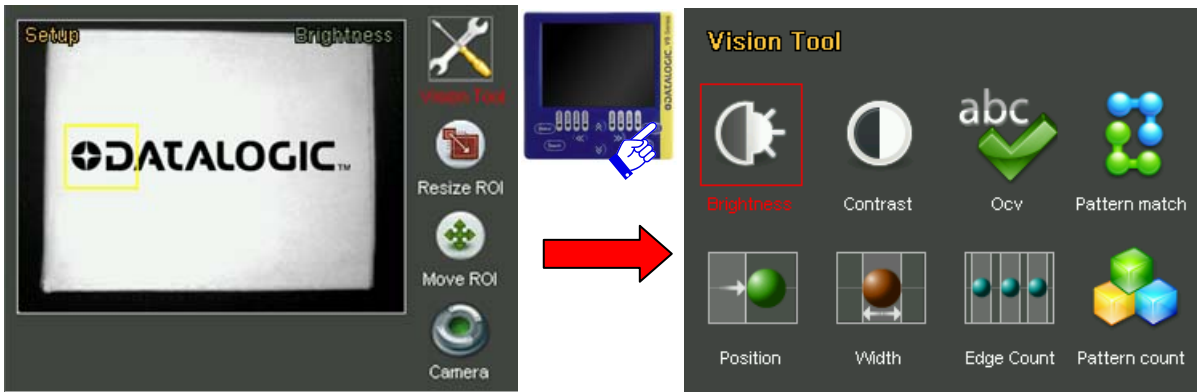 Setup
Brightness
DATALOGIC™
Vision Tool
Resize ROI
Move ROI
Camera
DATALOGIC
Vision Tool
Brightness
Contrast
Ocv
Pattern match
abc
Position
Width
Edge Count
Pattern count